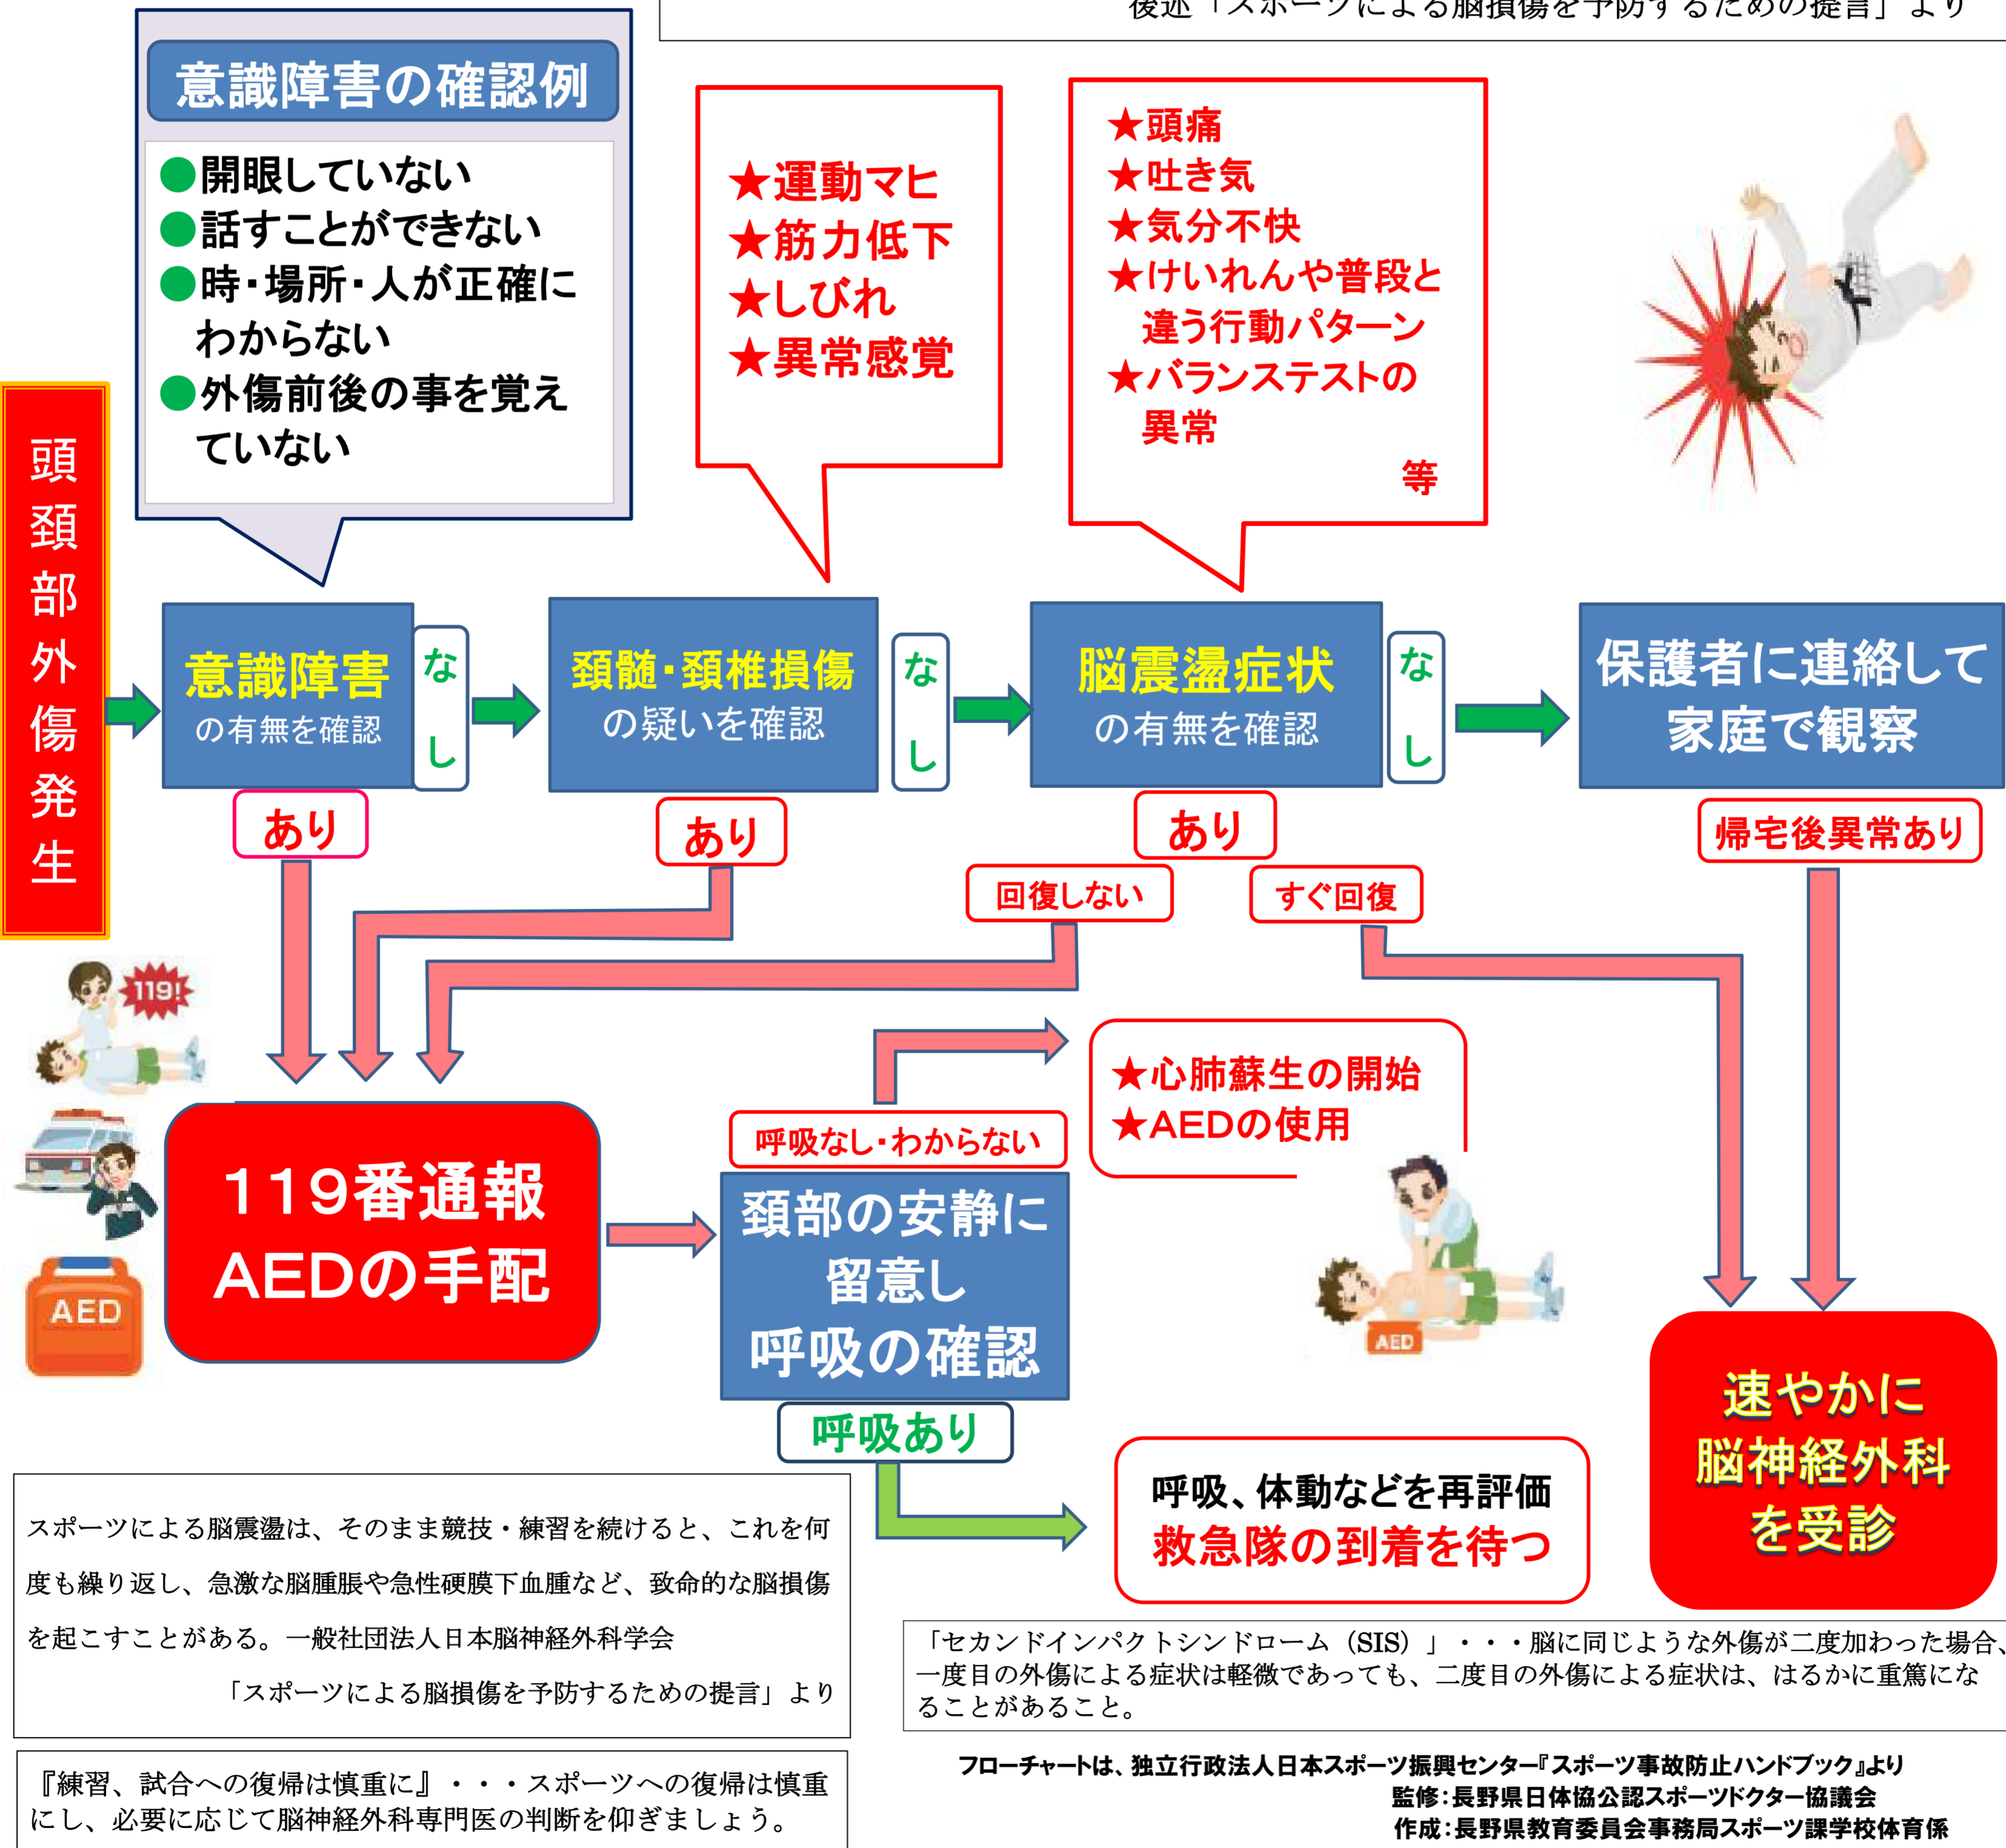 後述「スポーツによる脳損傷を予防するための提言」より
意識障害の確認例
●開眼していない
●話すことができない
●時・場所・人が正確に
わからない
●外傷前後の事を覚え
ていない
★運動マヒ
★筋力低下
★しびれ
★異常感覚
★頭痛
★吐き気
★気分不快
★けいれんや普段と
違う行動パターン
★バランステストの
異常
等
頭頚部外傷発生
意識障害
の有無を確認
なし
頚髄・頚椎損傷
の疑いを確認
なし
脳震盪症状
の有無を確認
なし
保護者に連絡して
家庭で観察
あり
あり
あり
帰宅後異常あり
回復しない
すぐ回復
119!
★心肺蘇生の開始
★AEDの使用
呼吸なし・わからない
119番通報
AEDの手配
頚部の安静に
留意し
呼吸の確認
AED
AED
呼吸あり
速やかに
脳神経外科
を受診
呼吸、体動などを再評価
救急隊の到着を待つ
スポーツによる脳震盪は、そのまま競技・練習を続けると、これを何
度も繰り返し、急激な脳腫脹や急性硬膜下血腫など、致命的な脳損傷
を起こすことがある。一般社団法人日本脳神経外科学会
「スポーツによる脳損傷を予防するための提言」より
「セカンドインパクトシンドローム（SIS）」・・・脳に同じような外傷が二度加わった場合、
一度目の外傷による症状は軽微であっても、二度目の外傷による症状は、はるかに重篤にな
ることがあること。
『練習、試合への復帰は慎重に』・・・スポーツへの復帰は慎重
にし、必要に応じて脳神経外科専門医の判断を仰ぎましょう。
フローチャートは、独立行政法人日本スポーツ振興センター『スポーツ事故防止ハンドブック』より
監修：長野県日体協公認スポーツドクター協議会
作成：長野県教育委員会事務局スポーツ課学校体育係